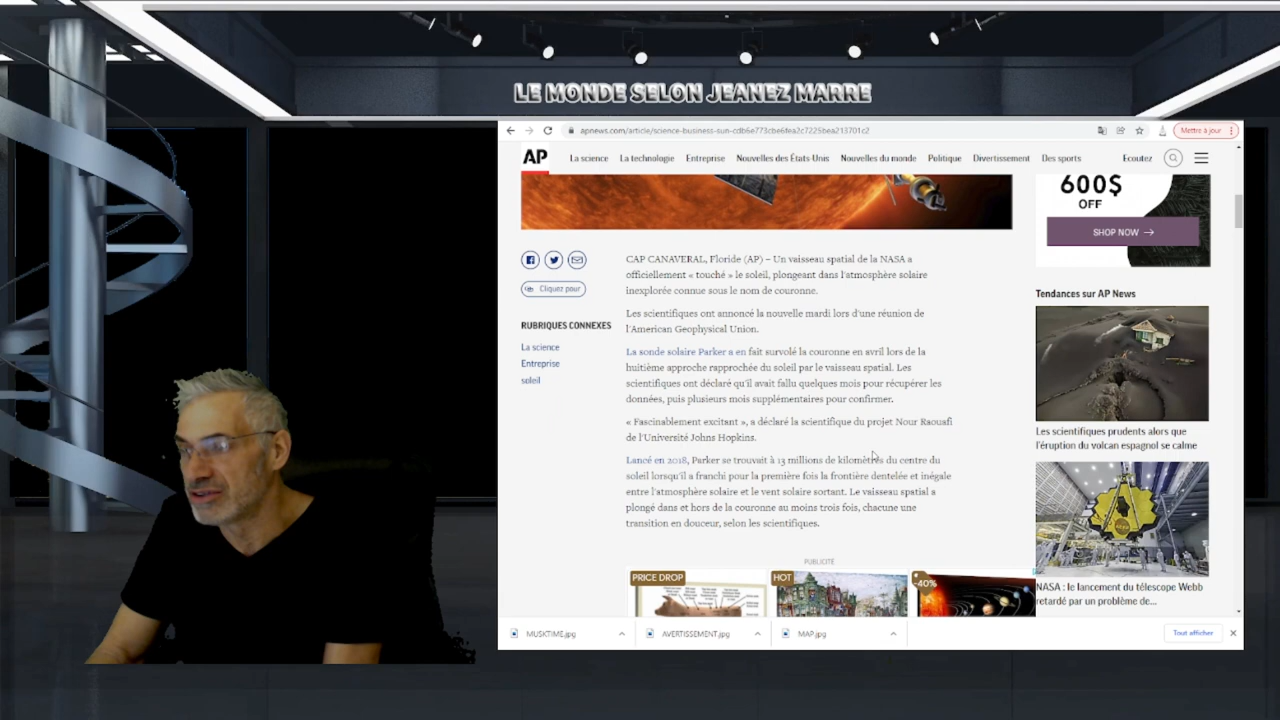 LE MONDE SELON JEANEZ MARRE
apnews.com/article/science-business-sun-cdb6e773cbe6fea2c7225bea213701c2
Mettre à jour
AP
La science La technologie Entreprise Nouvelles des États-Unis Nouvelles du monde Politique Divertissement Des sports Ecoutez
600$
OFF
SHOP NOW →
CAP CANAVERAL, Floride (AP) – Un vaisseau spatial de la NASA a
officiellement « touché » le soleil, plongeant dans l'atmosphère solaire
inexplorée connue sous le nom de couronne.
Cliquez pour
Les scientifiques ont annoncé la nouvelle mardi lors d'une réunion de
l'American Geophysical Union.
RUBRIQUES CONNEXES
La science
Entreprise
soleil
La sonde solaire Parker a en fait survolé la couronne en avril lors de la
huitième approche rapprochée du soleil par le vaisseau spatial. Les
scientifiques ont déclaré qu'il avait fallu quelques mois pour récupérer les
données, puis plusieurs mois supplémentaires pour confirmer.
« Fascinablement excitant », a déclaré la scientifique du projet Nour Raouafi
de l'Université Johns Hopkins.
Lancé en 2018, Parker se trouvait à 13 millions de kilomètres du centre du
soleil lorsqu'il a franchi pour la première fois la frontière dentelée et inégale
entre l'atmosphère solaire et le vent solaire sortant. Le vaisseau spatial a
plongé dans et hors de la couronne au moins trois fois, chacune une
transition en douceur, selon les scientifiques.
PUBLICITÉ
PRICE DROP
HOT
-40%
Tendances sur AP News
Les scientifiques prudents alors que
l'éruption du volcan espagnol se calme
NASA : le lancement du télescope Webb
retardé par un problème de...
MUSKTIME.jpg
AVERTISSEMENT.jpg
MAP.jpg
Tout afficher